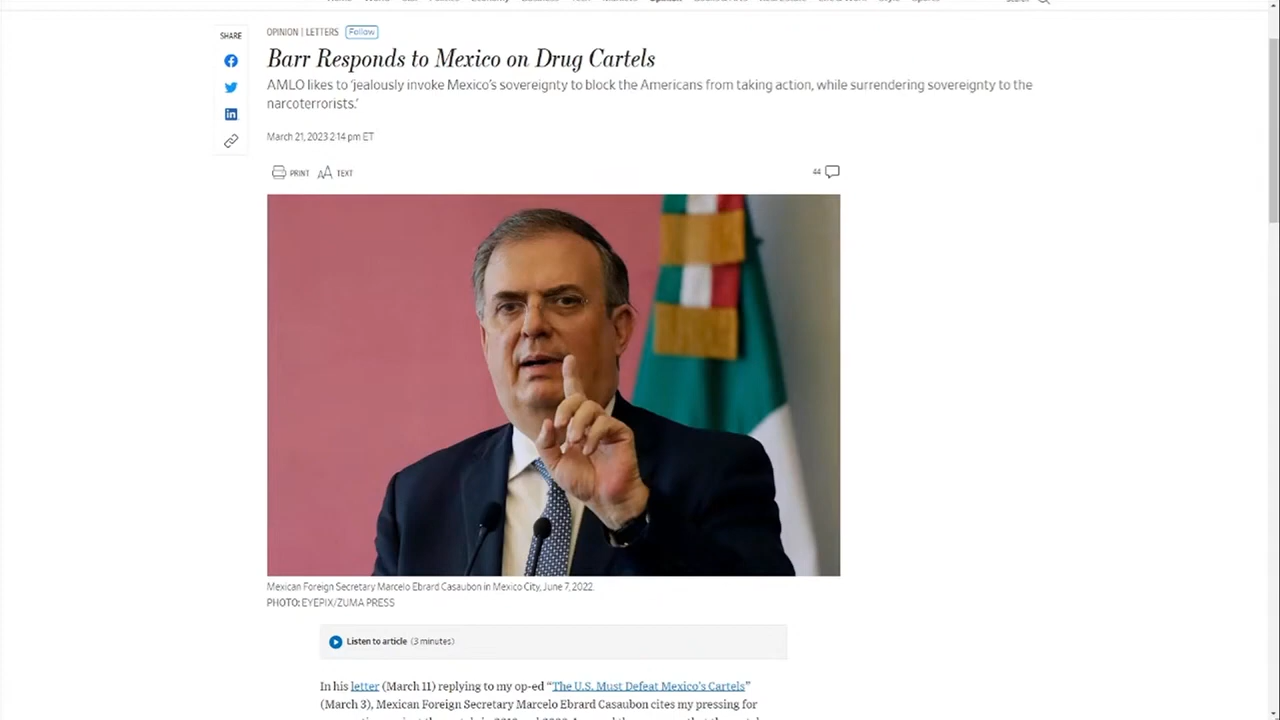 OPINION | LETTERS Follow
SHARE
Barr Responds to Mexico on Drug Cartels
AMLO likes to ‘jealously invoke Mexico’s sovereignty to block the Americans from taking action, while surrendering sovereignty to the
narcoterrorists.’
March 21, 2023 2:14 pm ET
PRINT AA TEXT
44
Mexican Foreign Secretary Marcelo Ebrard Casaubon in Mexico City, June 7, 2022.
PHOTO: EYEPIX/ZUMA PRESS
Listen to article (3 minutes)
In his letter (March 11) replying to my op-ed “The U.S. Must Defeat Mexico’s Cartels”
(March 3), Mexican Foreign Secretary Marcelo Ebrard Casaubon cites my pressing for